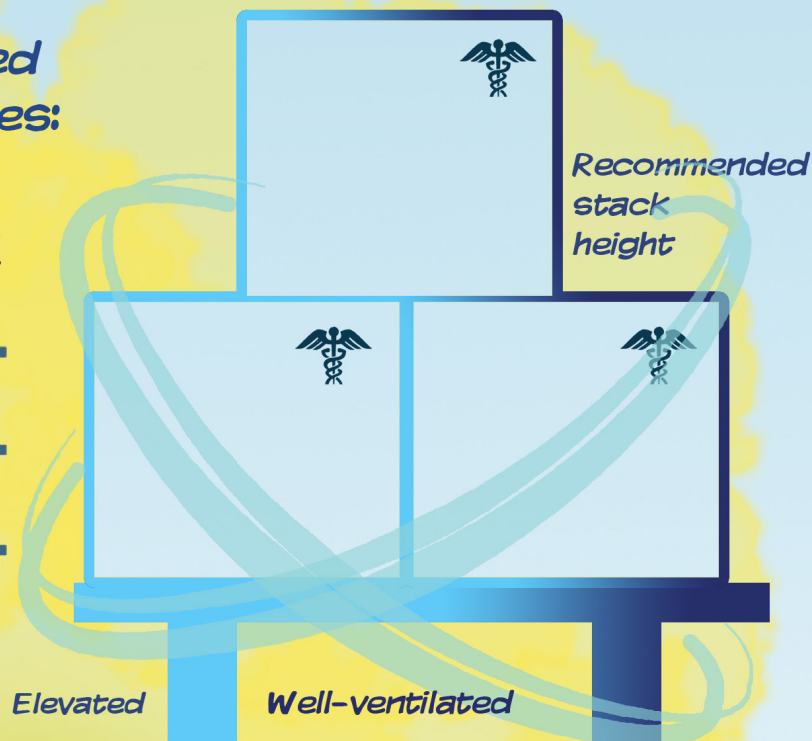 Recommended
stack
height
Elevated
Well-ventilated